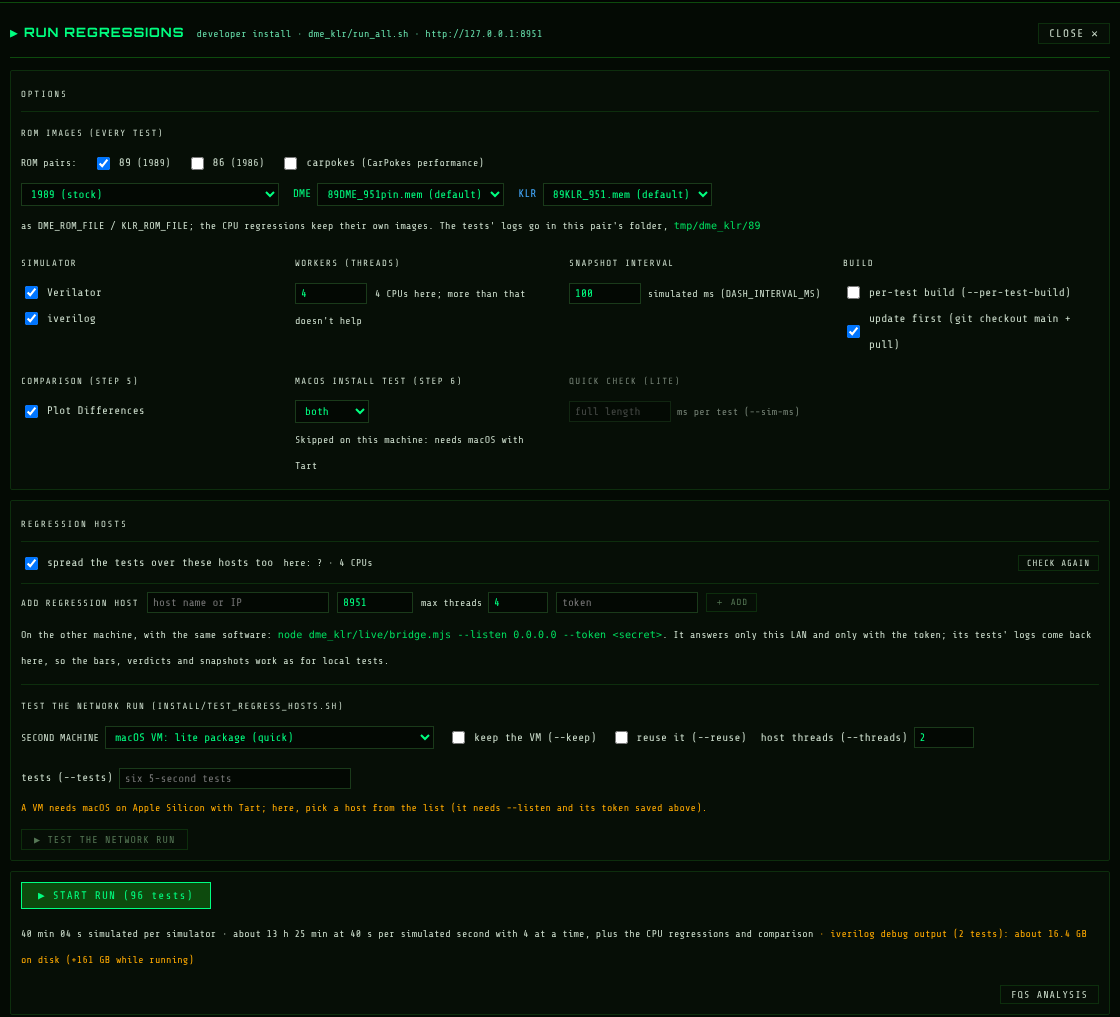 ▶ RUN REGRESSIONS developer install · dme_klr/run_all.sh · http://127.0.0.1:8951 CLOSE ×
OPTIONS
ROM IMAGES (EVERY TEST)
ROM pairs: 89 (1989) 86 (1986) carpokes (CarPokes performance)
1989 (stock) DME 89DME_951pin.mem (default) KLR 89KLR_951.mem (default)
as DME_ROM_FILE / KLR_ROM_FILE; the CPU regressions keep their own images. The tests' logs go in this pair's folder, tmp/dme_klr/89
SIMULATOR WORKERS (THREADS) SNAPSHOT INTERVAL BUILD
Verilator 4 4 CPUs here; more than that 100 simulated ms (DASH_INTERVAL_MS) per-test build (--per-test-build)
iverilog doesn't help update first (git checkout main +
pull)
COMPARISON (STEP 5) MACOS INSTALL TEST (STEP 6) QUICK CHECK (LITE)
Plot Differences both full length ms per test (--sim-ms)
Skipped on this machine: needs macOS with
Tart
REGRESSION HOSTS
spread the tests over these hosts too here: ? · 4 CPUs CHECK AGAIN
ADD REGRESSION HOST host name or IP 8951 max threads 4 token + ADD
On the other machine, with the same software: node dme_klr/live/bridge.mjs --listen 0.0.0.0 --token <secret>. It answers only this LAN and only with the token; its tests' logs come back
here, so the bars, verdicts and snapshots work as for local tests.
TEST THE NETWORK RUN (INSTALL/TEST_REGRESS_HOSTS.SH)
SECOND MACHINE macOS VM: lite package (quick) keep the VM (--keep) reuse it (--reuse) host threads (--threads) 2
tests (--tests) six 5-second tests
A VM needs macOS on Apple Silicon with Tart; here, pick a host from the list (it needs --listen and its token saved above).
▶ TEST THE NETWORK RUN
▶ START RUN (96 tests)
40 min 04 s simulated per simulator · about 13 h 25 min at 40 s per simulated second with 4 at a time, plus the CPU regressions and comparison · iverilog debug output (2 tests): about 16.4 GB
on disk (+161 GB while running)
FQS ANALYSIS